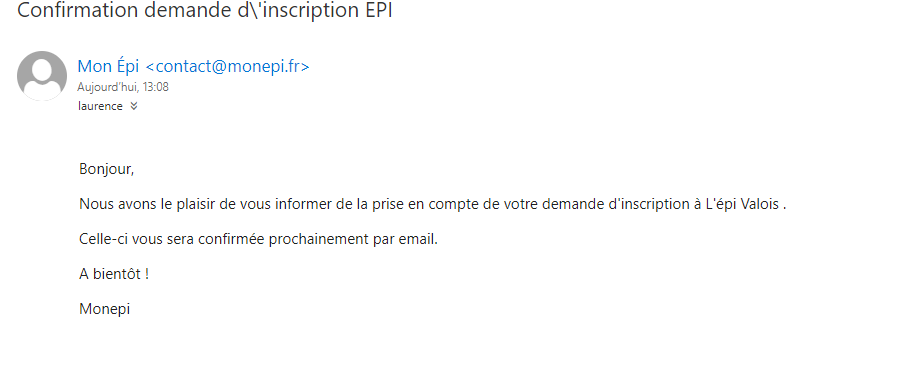 Confirmation demande d\'inscription EPI
Mon Épi <contact@monepi.fr>
Aujourd'hui, 13:08
laurence
Bonjour,
Nous avons le plaisir de vous informer de la prise en compte de votre demande d'inscription à L'épi Valois .
Celle-ci vous sera confirmée prochainement par email.
A bientôt !
Monepi